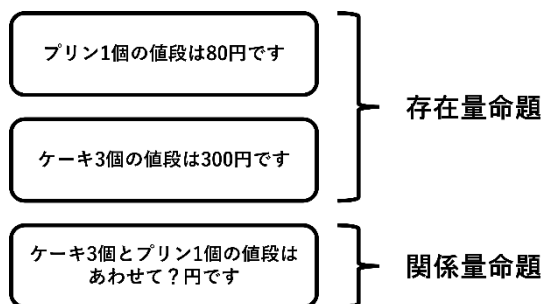 プリン1個の値段は80円です
存在量命題
ケーキ3個の値段は300円です
ケーキ3個とプリン1個の値段は
あわせて？円です
関係量命題